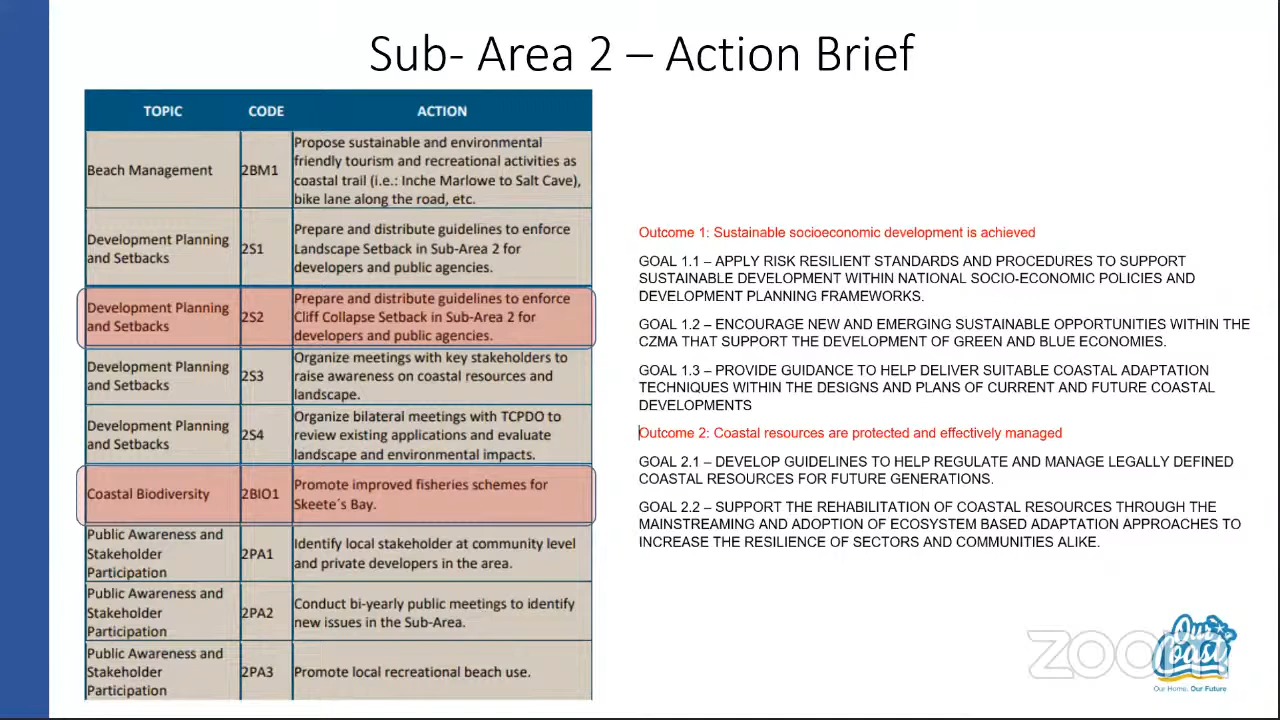 Sub- Area 2 – Action Brief
TOPIC CODE ACTION
Beach Management 2BM1 Propose sustainable and environmental
friendly tourism and recreational activities as
coastal trail (i.e.: Inche Marlowe to Salt Cave),
bike lane along the road, etc.
Development Planning
and Setbacks
2S1
Prepare and distribute guidelines to enforce
Landscape Setback in Sub-Area 2 for
developers and public agencies.
Development Planning
and Setbacks
2S2
Prepare and distribute guidelines to enforce
Cliff Collapse Setback in Sub-Area 2 for
developers and public agencies.
Development Planning
and Setbacks
2S3
Organize meetings with key stakeholders to
raise awareness on coastal resources and
landscape.
Development Planning
and Setbacks
2S4
Organize bilateral meetings with TCPDO to
review existing applications and evaluate
landscape and environmental impacts.
Coastal Biodiversity
2BIO1
Promote improved fisheries schemes for
Skeete´s Bay.
Public Awareness and
Stakeholder
Participation
2PA1
Identify local stakeholder at community level
and private developers in the area.
Public Awareness and
Stakeholder
Participation
2PA2
Conduct bi-yearly public meetings to identify
new issues in the Sub-Area.
Public Awareness and
Stakeholder
Participation
2PA3
Promote local recreational beach use.
Outcome 1: Sustainable socioeconomic development is achieved
GOAL 1.1 – APPLY RISK RESILIENT STANDARDS AND PROCEDURES TO SUPPORT
SUSTAINABLE DEVELOPMENT WITHIN NATIONAL SOCIO-ECONOMIC POLICIES AND
DEVELOPMENT PLANNING FRAMEWORKS.
GOAL 1.2 – ENCOURAGE NEW AND EMERGING SUSTAINABLE OPPORTUNITIES WITHIN THE
CZMA THAT SUPPORT THE DEVELOPMENT OF GREEN AND BLUE ECONOMIES.
GOAL 1.3 – PROVIDE GUIDANCE TO HELP DELIVER SUITABLE COASTAL ADAPTATION
TECHNIQUES WITHIN THE DESIGNS AND PLANS OF CURRENT AND FUTURE COASTAL
DEVELOPMENTS
Outcome 2: Coastal resources are protected and effectively managed
GOAL 2.1 – DEVELOP GUIDELINES TO HELP REGULATE AND MANAGE LEGALLY DEFINED
COASTAL RESOURCES FOR FUTURE GENERATIONS.
GOAL 2.2 – SUPPORT THE REHABILITATION OF COASTAL RESOURCES THROUGH THE
MAINSTREAMING AND ADOPTION OF ECOSYSTEM BASED ADAPTATION APPROACHES TO
INCREASE THE RESILIENCE OF SECTORS AND COMMUNITIES ALIKE.
zoom
Our
Coast
Our Home, Our Future